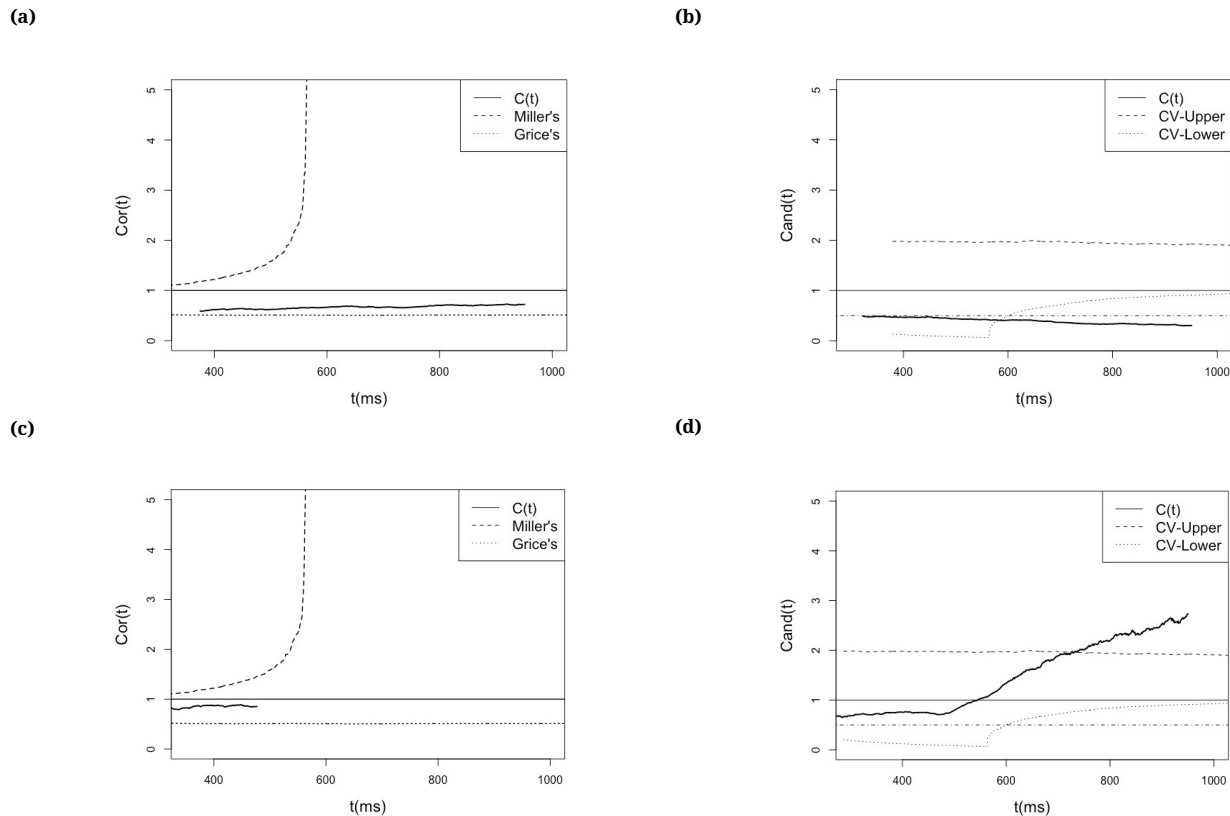 (a)
Cor(t)
5
4
3
2
1
0
C(t)
Miller's
Grice's
400 600 800 1000
t(ms)
(b)
Cand(t)
5
4
3
2
1
0
C(t)
CV-Upper
CV-Lower
400 600 800 1000
t(ms)
(c)
Cor(t)
5
4
3
2
1
0
C(t)
Miller's
Grice's
400 600 800 1000
t(ms)
(d)
Cand(t)
5
4
3
2
1
0
C(t)
CV-Upper
CV-Lower
400 600 800 1000
t(ms)